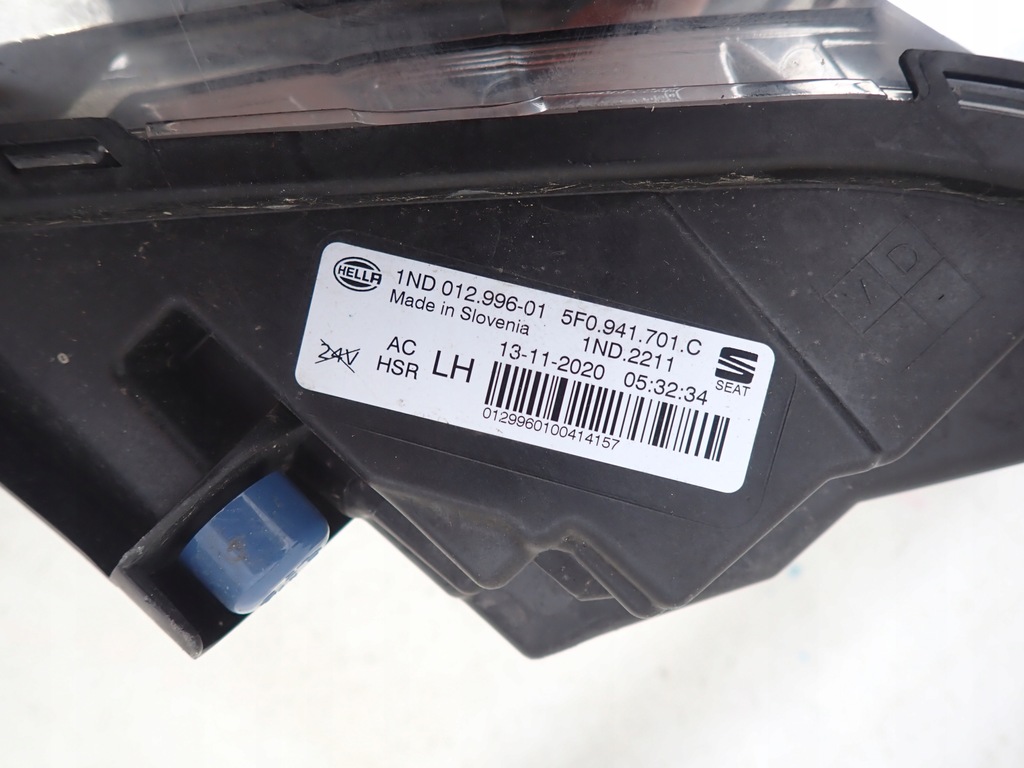 HELLA
1ND 012.996-01 5F0.941.701.C
Made in Slovenia 1ND.2211
24V AC HSR LH 13-11-2020 05:32:34
SEAT
0129960100414157